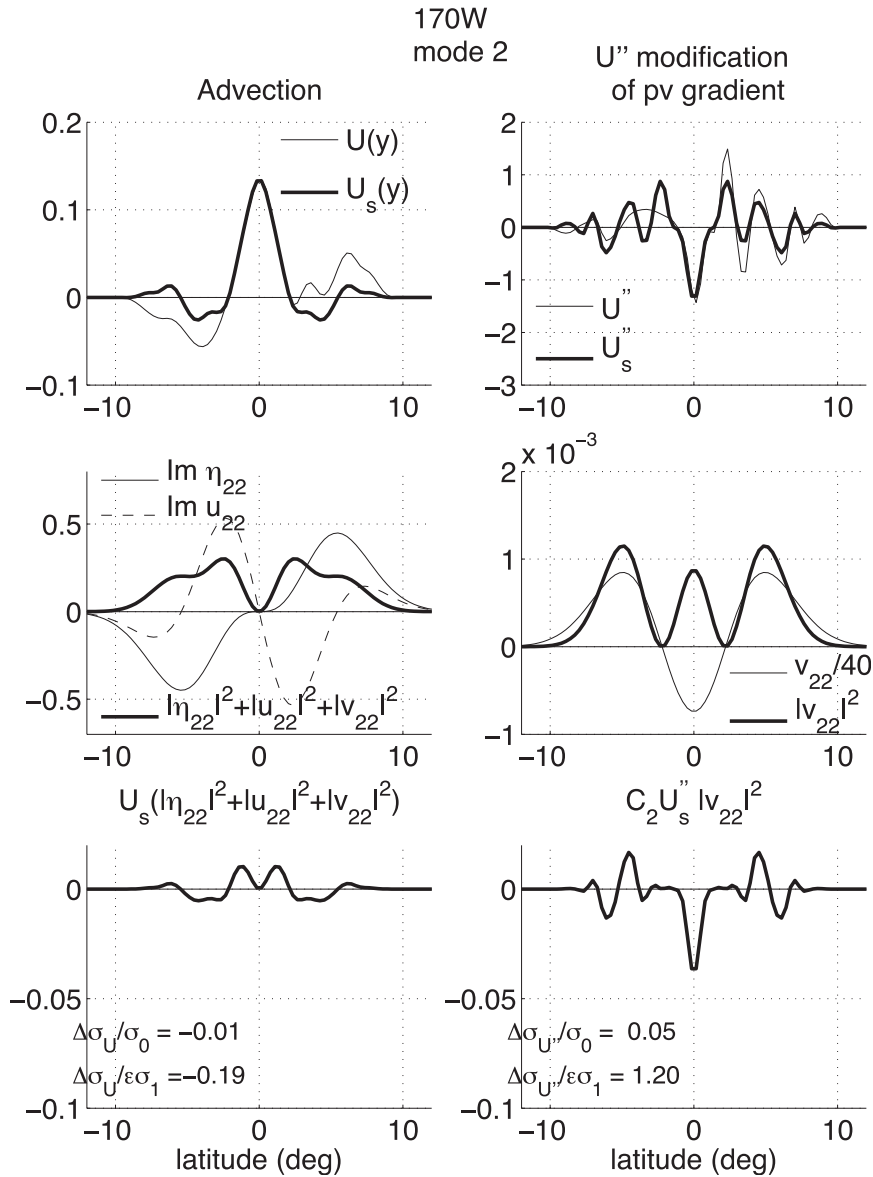 170W
mode 2
Advection
U(y)
U_s(y)
0.2
0.1
0
−0.1
−10 0 10
U'' modification
of pv gradient
U''
U_s''
2
1
0
−1
−2
−3
−10 0 10
Im η_22
Im u_22
|η_22|^2+|u_22|^2+|v_22|^2
0.5
0
−0.5
−10 0 10
x 10^−3
v_22/40
|v_22|^2
2
1
0
−1
−10 0 10
U_s(|η_22|^2+|u_22|^2+|v_22|^2)
0
−0.05
−0.1
Δσ_U/σ_0 = −0.01
Δσ_U/εσ_1 =−0.19
−10 0 10
latitude (deg)
C_2U_s'' |v_22|^2
0
−0.05
−0.1
Δσ_U''/σ_0 = 0.05
Δσ_U''/εσ_1 = 1.20
−10 0 10
latitude (deg)